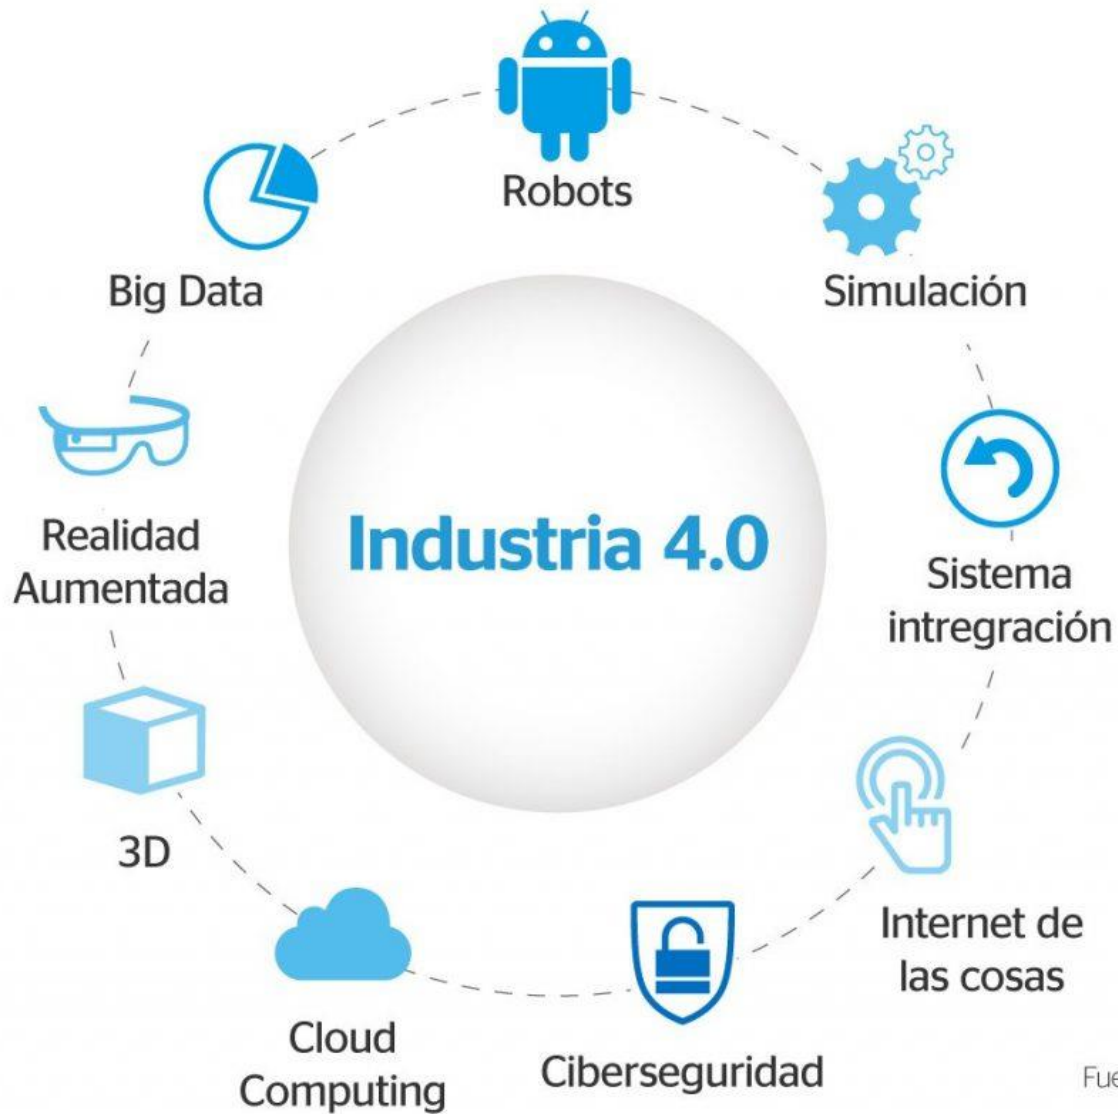 Robots
Big Data
Simulación
Industria 4.0
Realidad
Aumentada
Sistema
intregración
3D
Internet de
las cosas
Cloud
Computing
Ciberseguridad
Fue